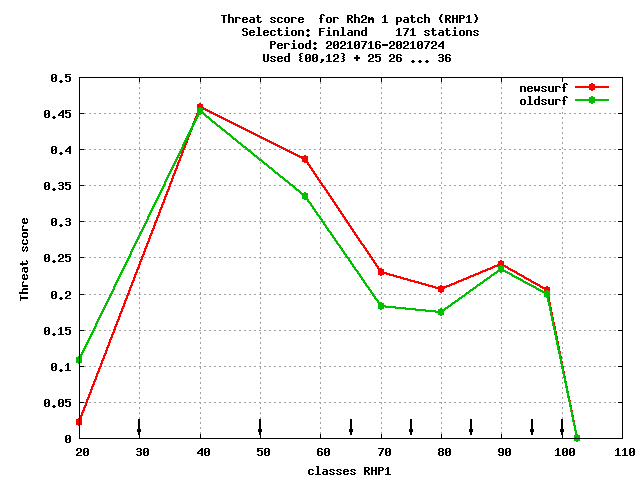 Threat score  for Rh2m 1 patch (RHP1)
Selection: Finland    171 stations
Period: 20210716-20210724
Used {00,12} + 25 26 ... 36
newsurf
oldsurf
Threat score
0.5
0.45
0.4
0.35
0.3
0.25
0.2
0.15
0.1
0.05
0
20 30 40 50 60 70 80 90 100 110
classes RHP1